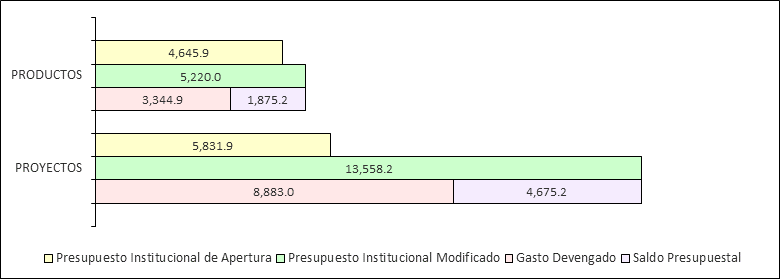 4,645.9
PRODUCTOS
5,220.0
3,344.9 1,875.2
5,831.9
PROYECTOS
13,558.2
8,883.0 4,675.2
Presupuesto Institucional de Apertura Presupuesto Institucional Modificado Gasto Devengado Saldo Presupuestal